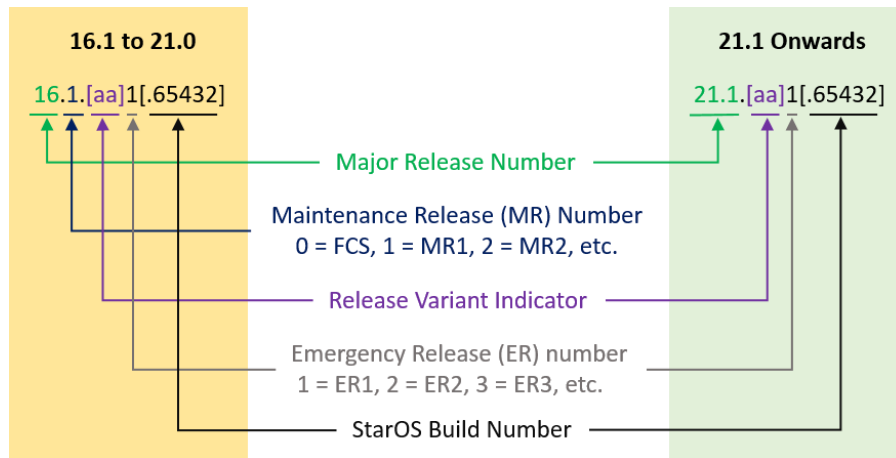 16.1 to 21.0
21.1 Onwards
16.1.[aa]1[.65432]
21.1.[aa]1[.65432]
Major Release Number
Maintenance Release (MR) Number
0 = FCS, 1 = MR1, 2 = MR2, etc.
Release Variant Indicator
Emergency Release (ER) number
1 = ER1, 2 = ER2, 3 = ER3, etc.
StarOS Build Number